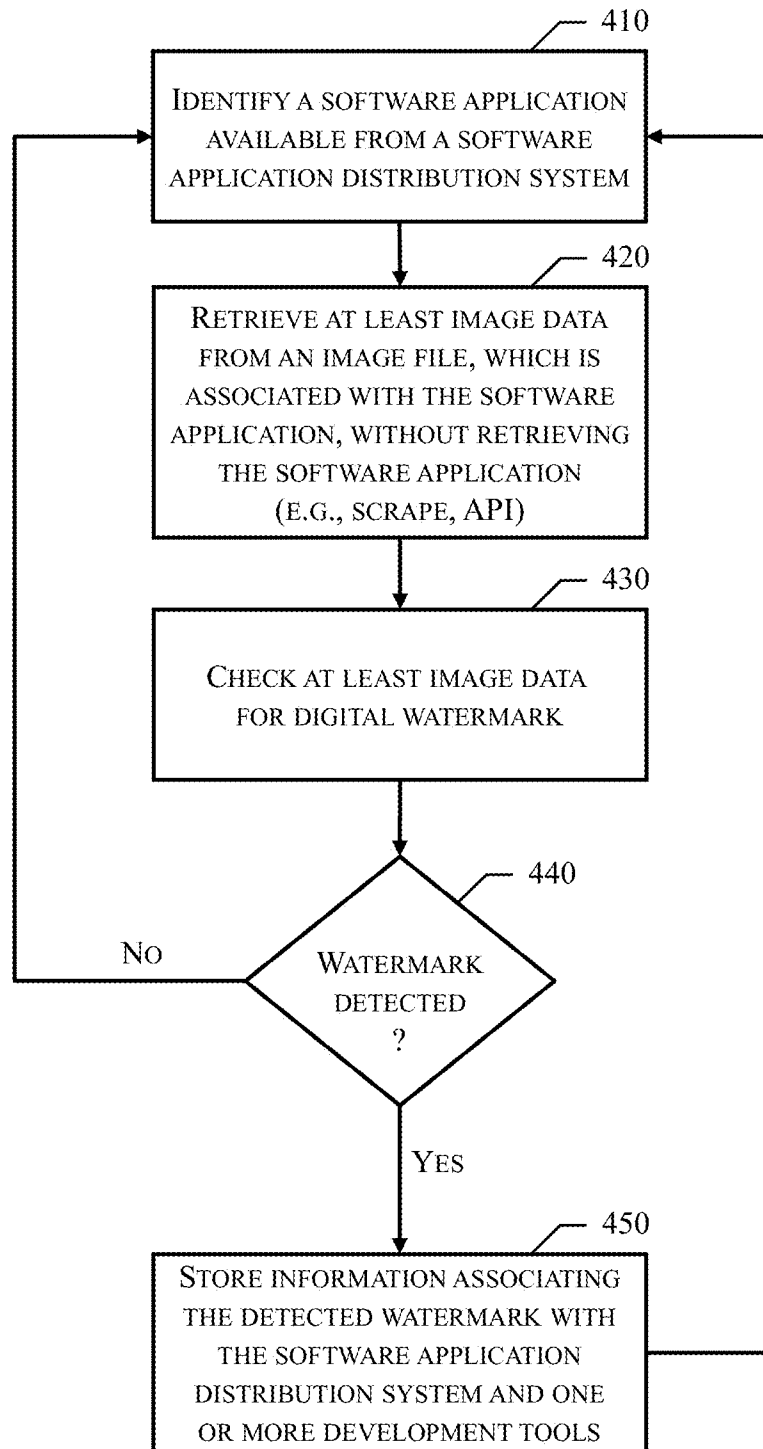 410
IDENTIFY A SOFTWARE APPLICATION
AVAILABLE FROM A SOFTWARE
APPLICATION DISTRIBUTION SYSTEM
420
RETRIEVE AT LEAST IMAGE DATA
FROM AN IMAGE FILE, WHICH IS
ASSOCIATED WITH THE SOFTWARE
APPLICATION, WITHOUT RETRIEVING
THE SOFTWARE APPLICATION
(E.G., SCRAPE, API)
430
CHECK AT LEAST IMAGE DATA
FOR DIGITAL WATERMARK
440
NO
WATERMARK
DETECTED
?
YES
450
STORE INFORMATION ASSOCIATING
THE DETECTED WATERMARK WITH
THE SOFTWARE APPLICATION
DISTRIBUTION SYSTEM AND ONE
OR MORE DEVELOPMENT TOOLS